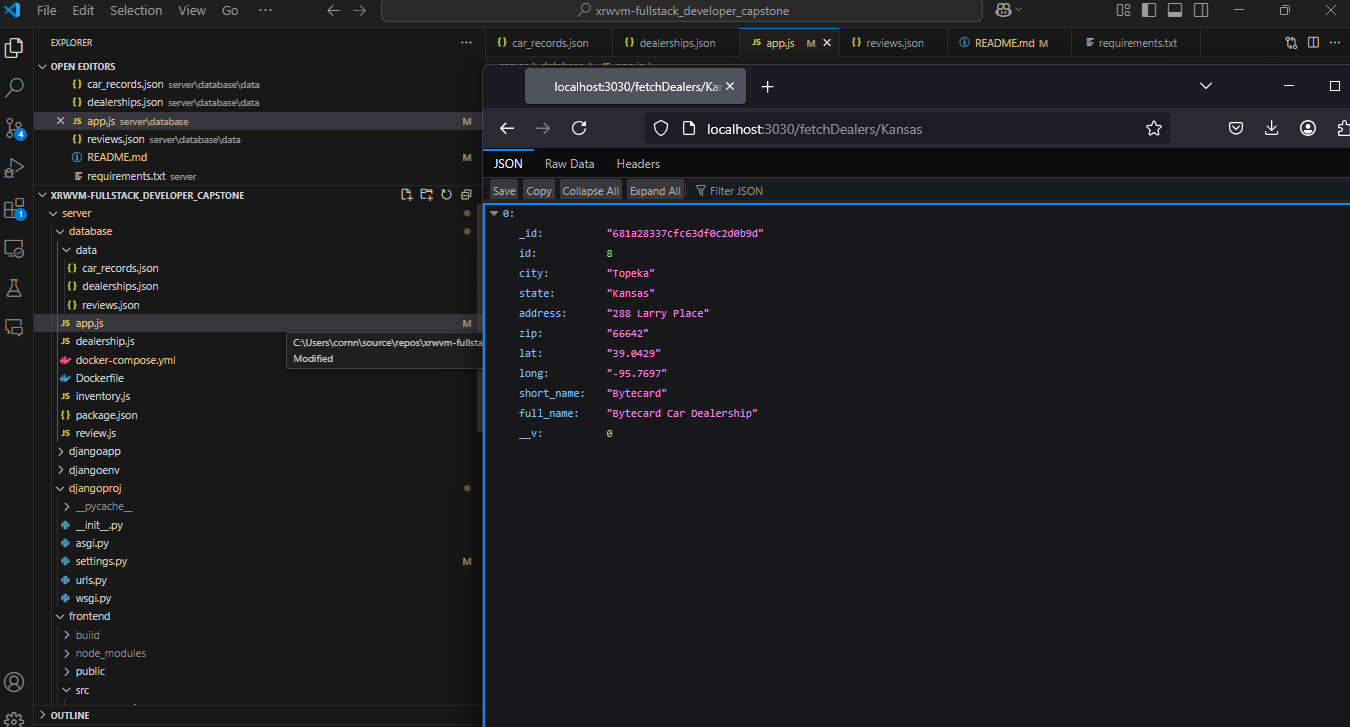 File Edit Selection View Go ··· xrwvm-fullstack_developer_capstone
EXPLORER ···
OPEN EDITORS
{} car_records.json server\database\data
{} dealerships.json server\database\data
JS app.js server\database M
{} reviews.json server\database\data
README.md M
requirements.txt server
XRWVM-FULLSTACK_DEVELOPER_CAPSTONE
server
database
data
{} car_records.json
{} dealerships.json
{} reviews.json
JS app.js M
JS dealership.js
docker-compose.yml
Dockerfile
JS inventory.js
{} package.json
JS review.js
djangoapp
djangoenv
djangoproj
__pycache__
__init__.py
asgi.py
settings.py M
urls.py
wsgi.py
frontend
build
node_modules
public
src
OUTLINE
4
1
C:\Users\cornn\source\repos\xrwvm-fullsta
Modified
{} car_records.json {} dealerships.json JS app.js M {} reviews.json README.md M requirements.txt ···
localhost:3030/fetchDealers/Kan
localhost:3030/fetchDealers/Kansas
JSON Raw Data Headers
Save Copy Collapse All Expand All Filter JSON
0:
_id: "681a28337cfc63df0c2d0b9d"
id: 8
city: "Topeka"
state: "Kansas"
address: "288 Larry Place"
zip: "66642"
lat: "39.0429"
long: "-95.7697"
short_name: "Bytecard"
full_name: "Bytecard Car Dealership"
__v: 0